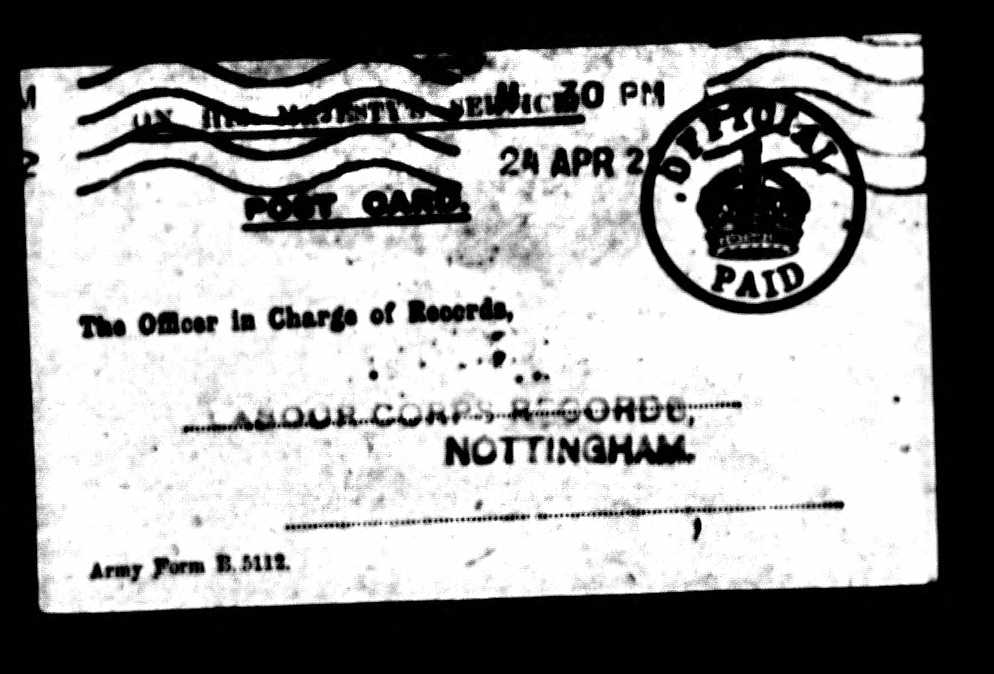 ON HIS MAJESTY'S SERVICE
30 PM
24 APR 2
POST CARD.
OFFICIAL
PAID
The Officer in Charge of Records,
LABOUR CORPS RECORDS,
NOTTINGHAM.
Army Form B. 5112.